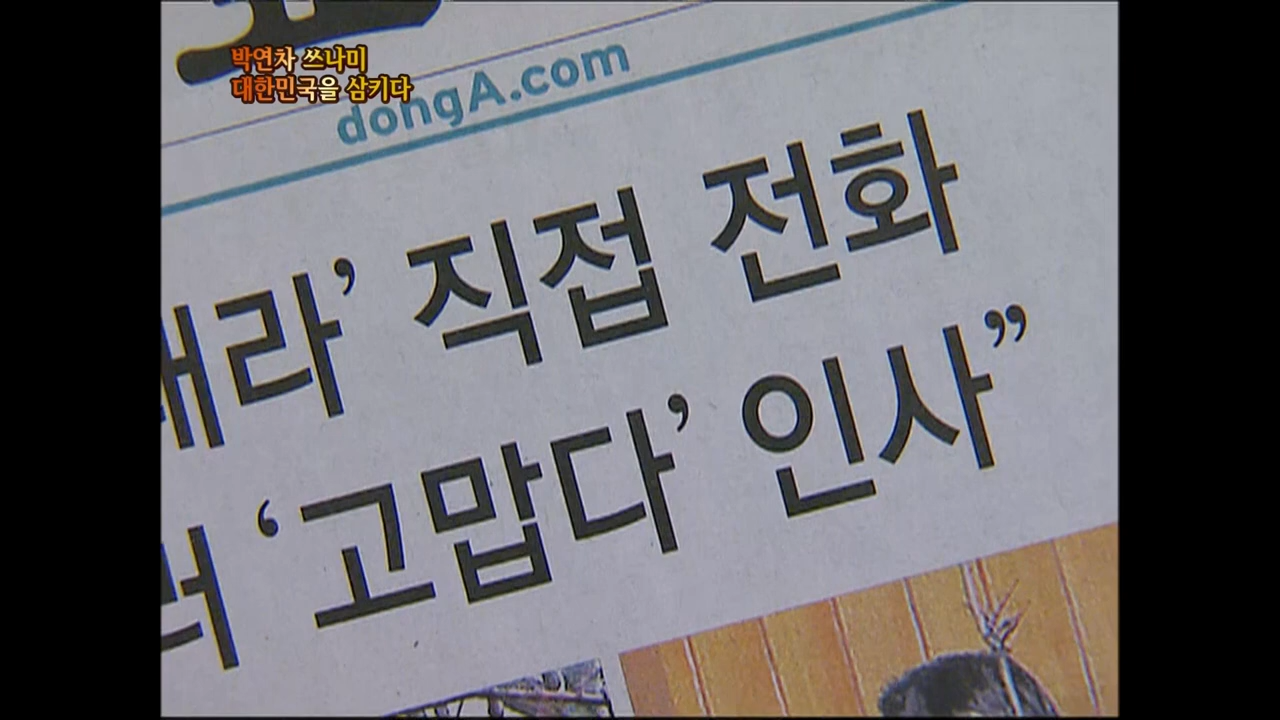 박연차 쓰나미
대한민국을 삼키다
dongA.com
내라’ 직접 전화
‘고맙다’ 인사”